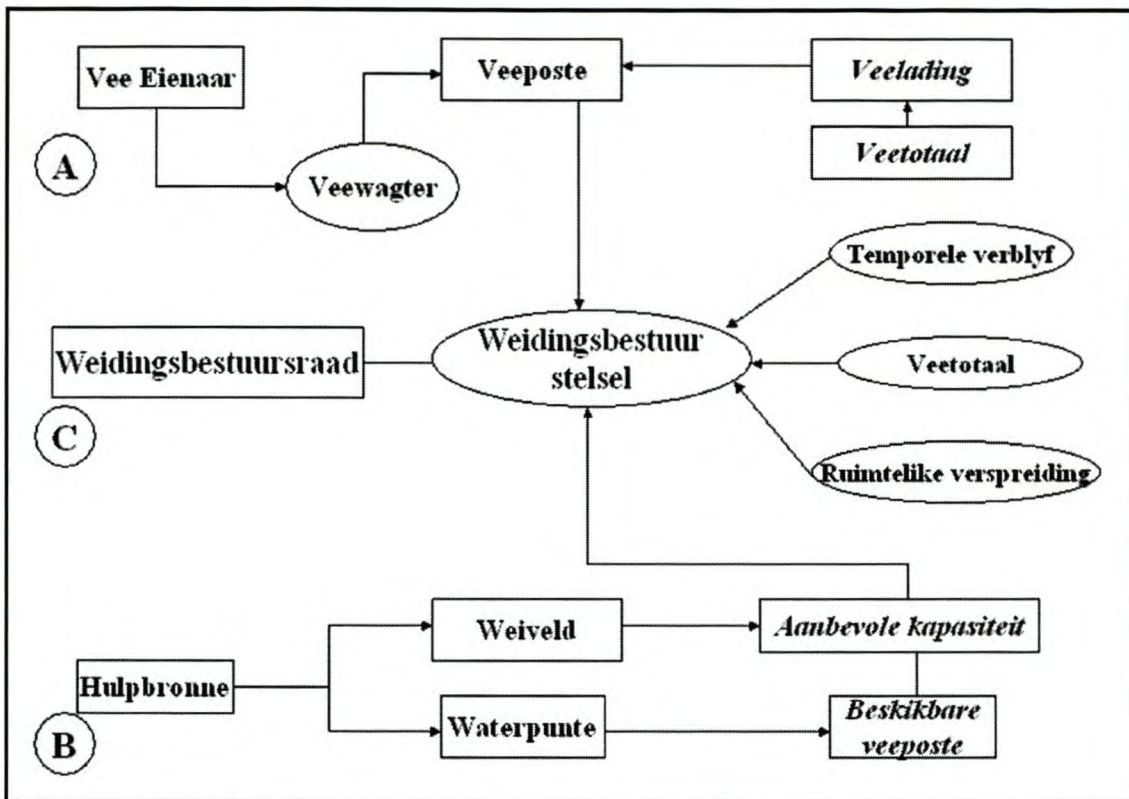 Vee Eienaar
Veeposte
Veelading
A
Veewagter
Veetotaal
Temporele verblyf
Weidingsbestuursraad
Weidingsbestuur
stelsel
Veetotaal
C
Ruimtelike verspreiding
Weiveld
Aanbevole kapasiteit
Hulpbronne
B
Waterpunte
Beskikbare
veeposte